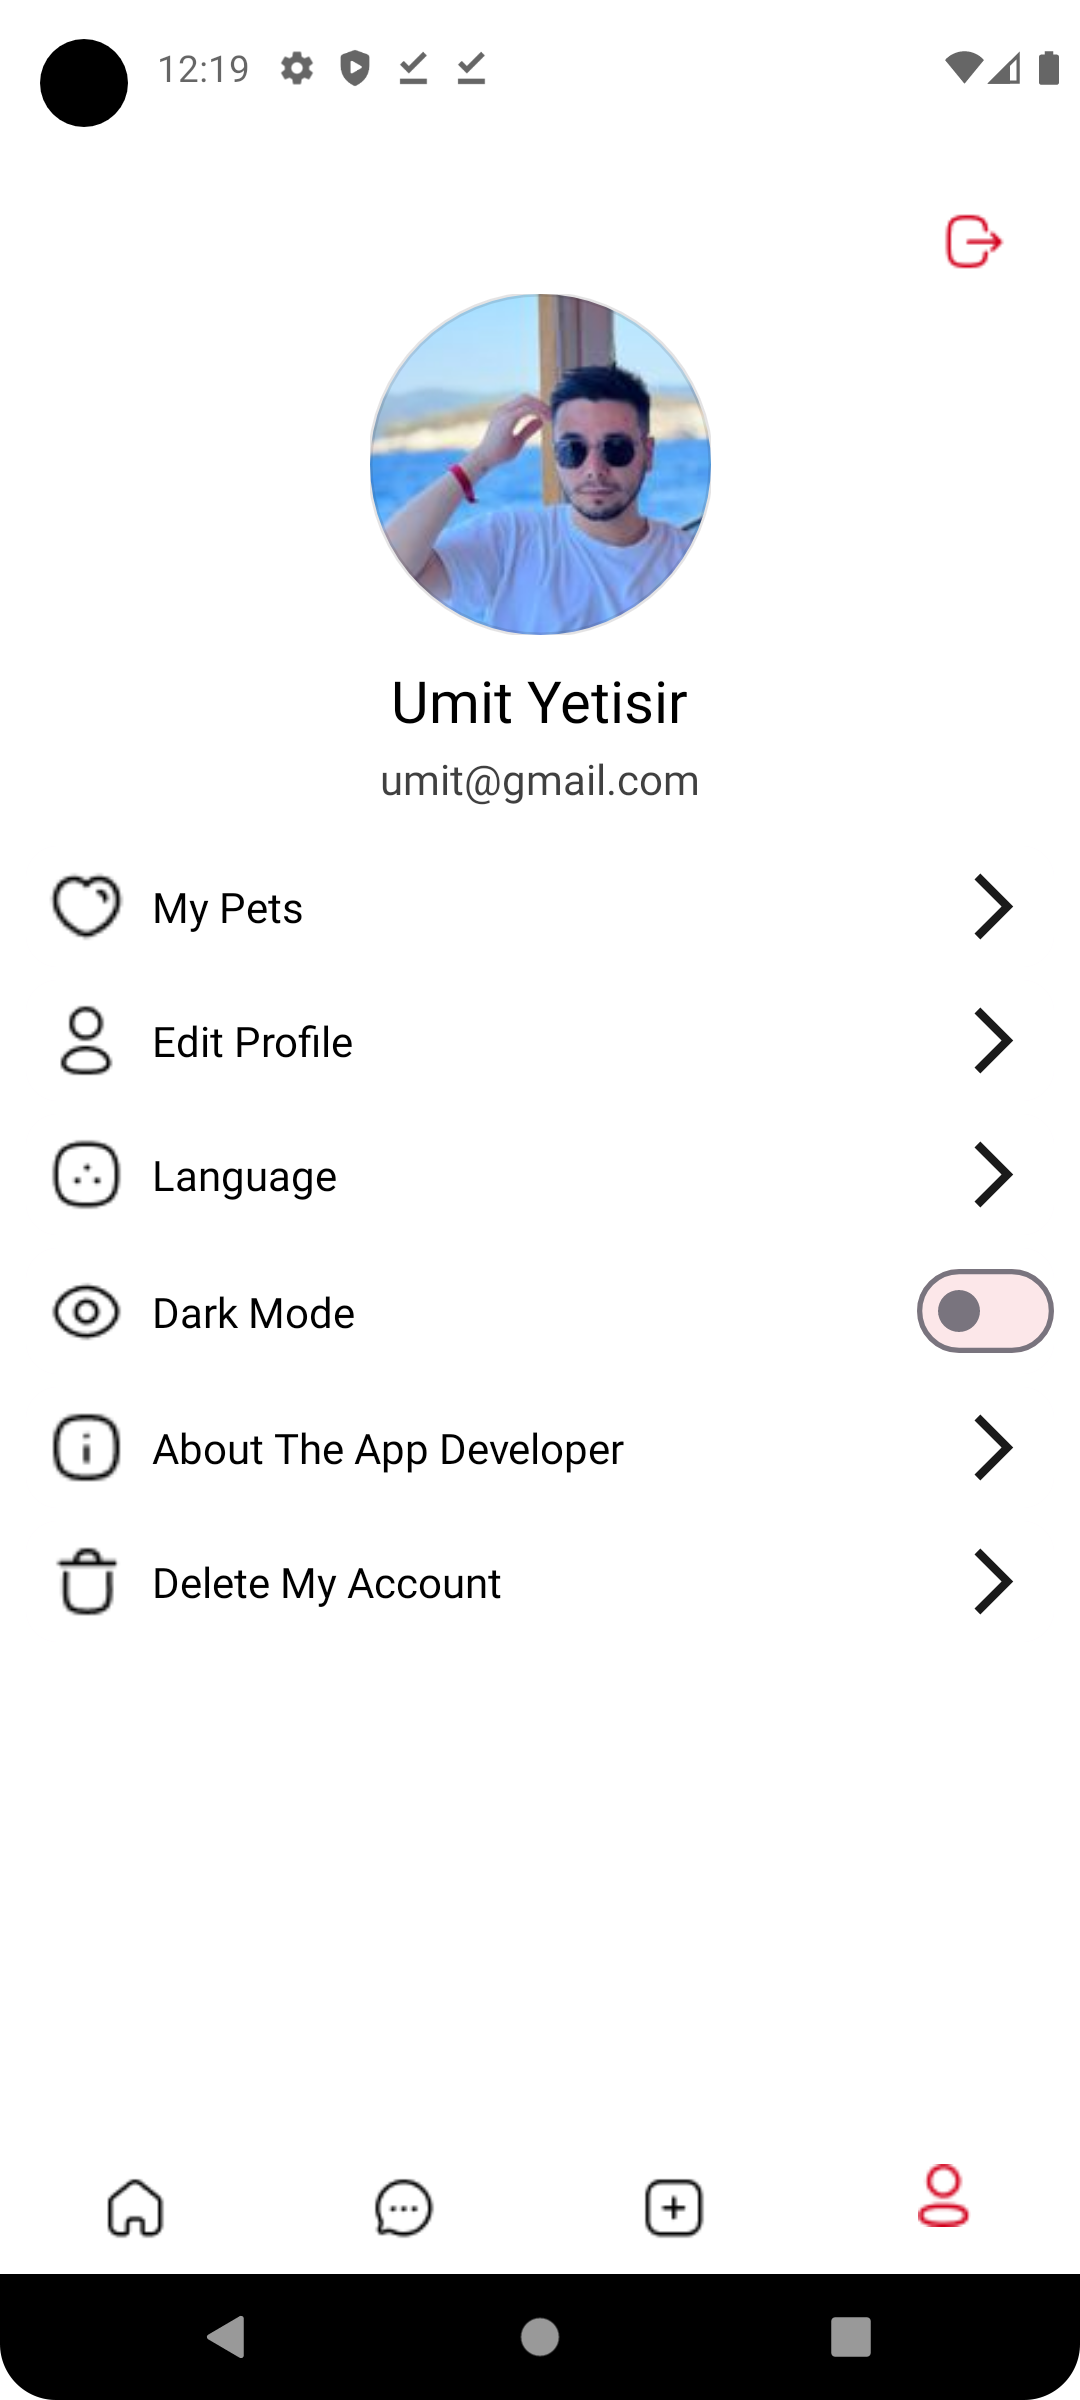 12:19
Umit Yetisir
umit@gmail.com
My Pets
Edit Profile
Language
Dark Mode
About The App Developer
Delete My Account